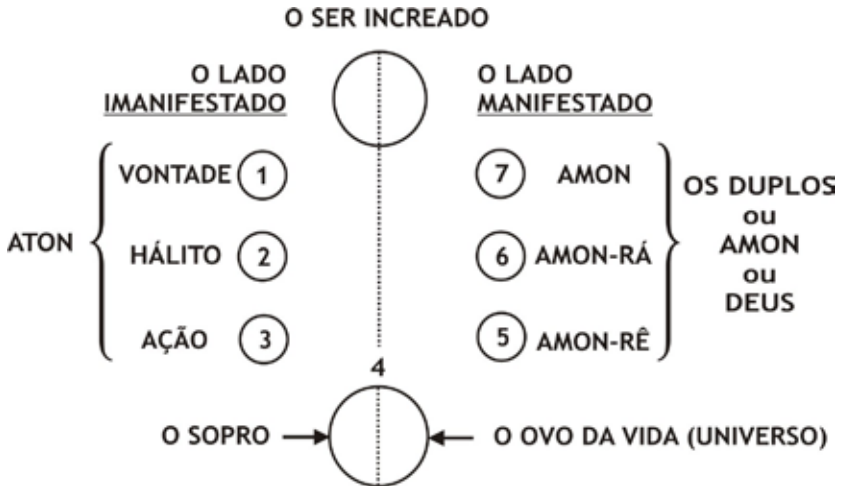 O SER INCREADO
O LADO
IMANIFESTADO
O LADO
MANIFESTADO
VONTADE 1
7 AMON
HÁLITO 2
6 AMON-RÁ
AÇÃO 3
5 AMON-RÊ
ATON
OS DUPLOS
ou
AMON
ou
DEUS
4
O SOPRO
O OVO DA VIDA (UNIVERSO)